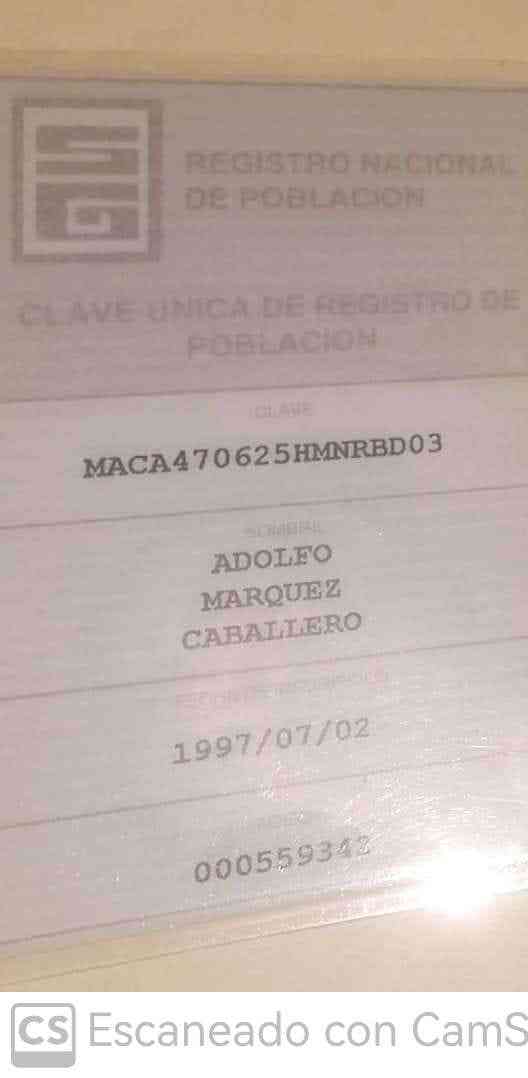 REGISTRO NACIONAL
DE POBLACION
CLAVE UNICA DE REGISTRO DE
POBLACION
CLAVE
MACA470625HMNRBD03
NOMBRE
ADOLFO
MARQUEZ
CABALLERO
1997/07/02
CS Escaneado con CamS